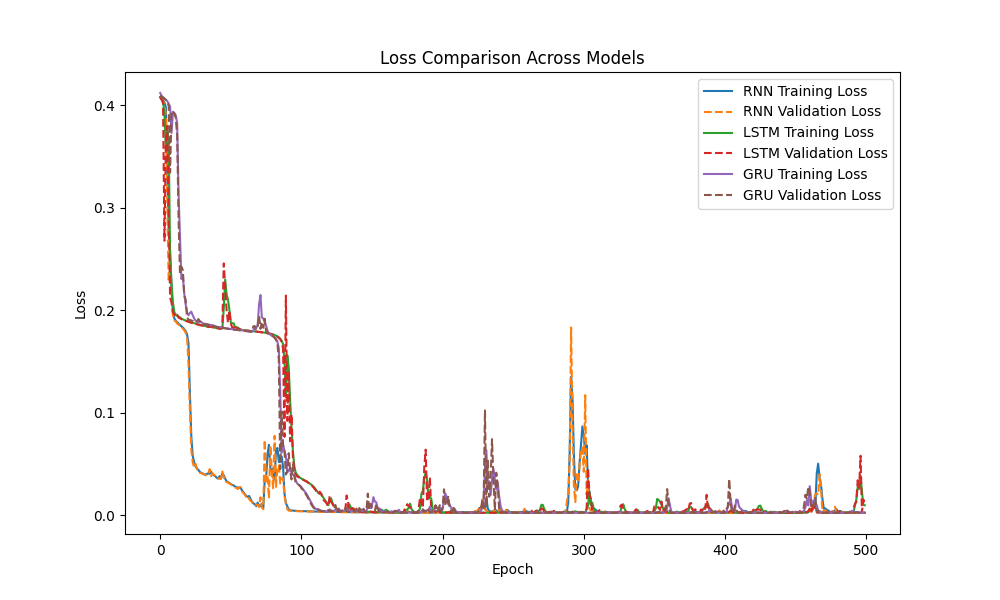 Loss Comparison Across Models
RNN Training Loss
RNN Validation Loss
LSTM Training Loss
LSTM Validation Loss
GRU Training Loss
GRU Validation Loss
0.4
0.3
0.2
0.1
0.0
Loss
0 100 200 300 400 500
Epoch